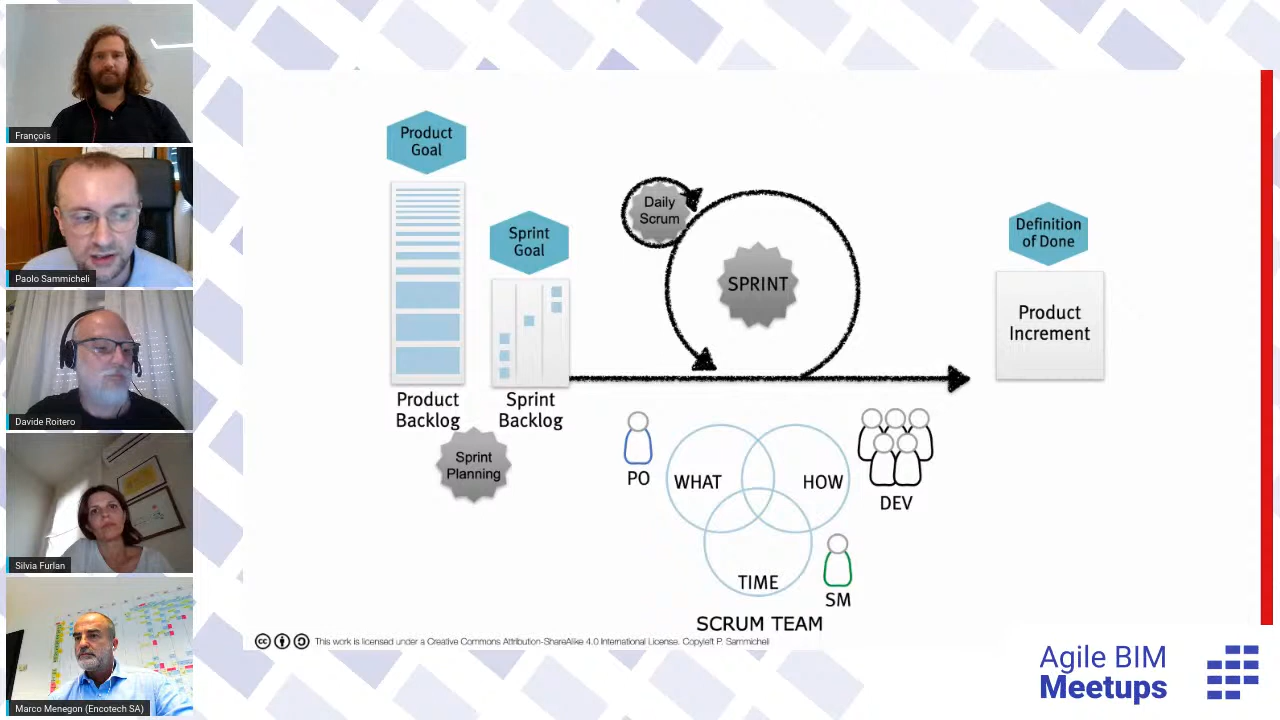 François
Paolo Sammicheli
Davide Roitero
Silvia Furlan
Marco Menegon (Encotech SA)
Product
Goal
Sprint
Goal
Daily
Scrum
SPRINT
Definition
of Done
Product
Increment
Product
Backlog
Sprint
Backlog
Sprint
Planning
PO
WHAT
HOW
DEV
TIME
SM
SCRUM TEAM
cc
This work is licensed under a Creative Commons Attribution-ShareAlike 4.0 International License. Copyleft P. Sammicheli
Agile BIM
Meetups